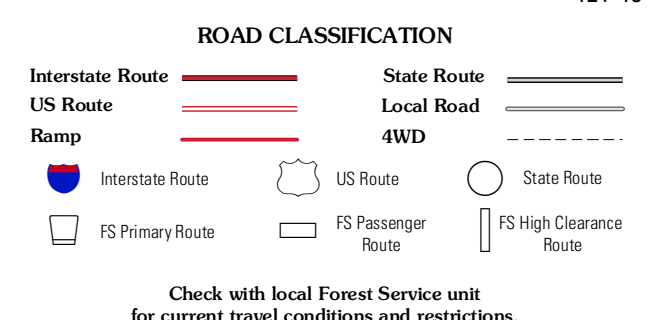 ROAD CLASSIFICATION
Interstate Route
State Route
US Route
Local Road
Ramp
4WD
Interstate Route
US Route
State Route
FS Primary Route
FS Passenger
Route
FS High Clearance
Route
Check with local Forest Service unit
for current travel conditions and restrictions.